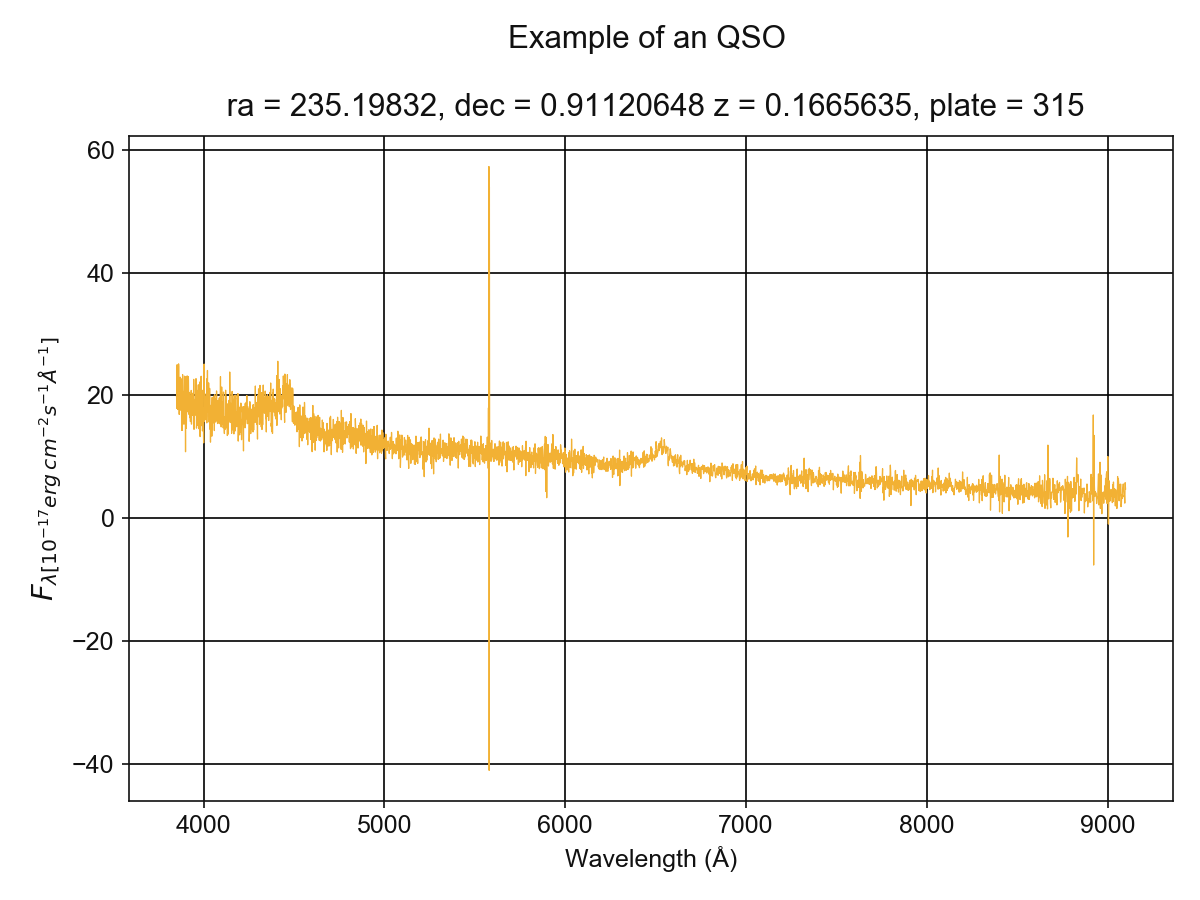 Example of an QSO
ra = 235.19832, dec = 0.91120648 z = 0.1665635, plate = 315
60
40
20
0
−20
−40
F_{λ[10^{−17} erg cm^{−2} s^{−1} Å^{−1}]}
4000 5000 6000 7000 8000 9000
Wavelength (Å)